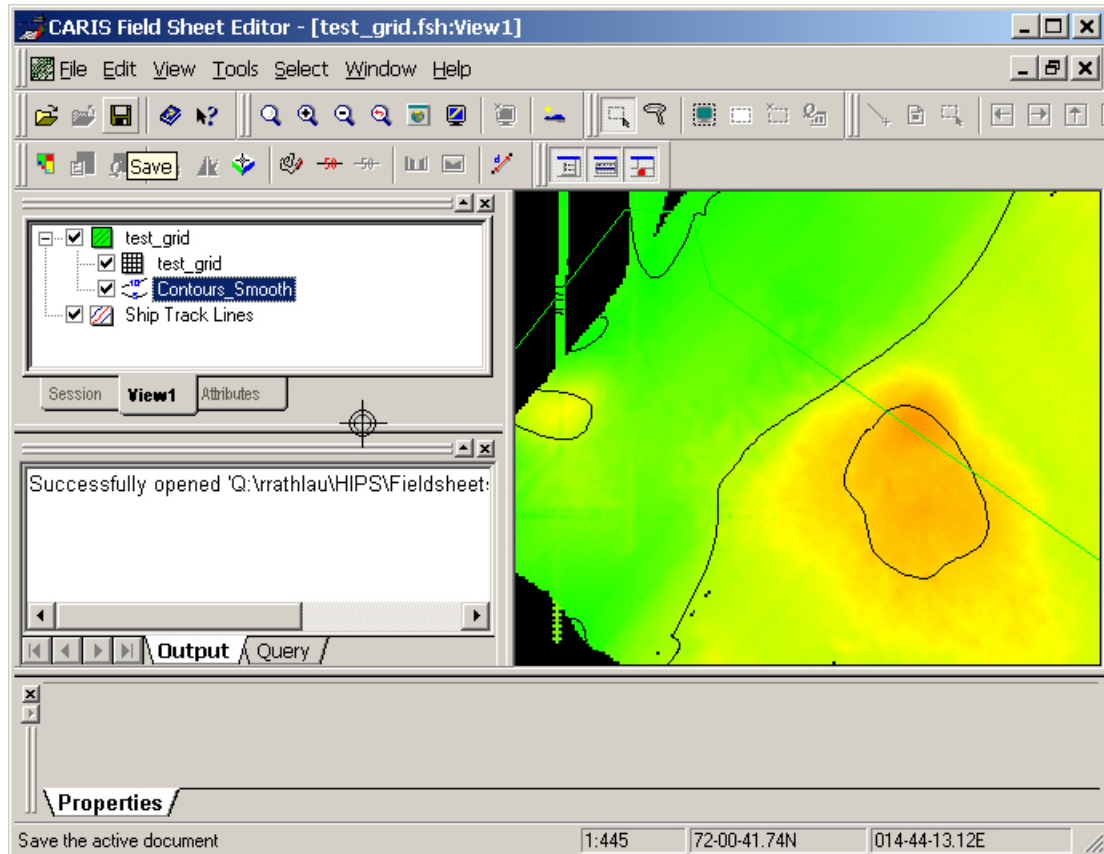 CARIS Field Sheet Editor - [test_grid.fsh:View1]
File Edit View Tools Select Window Help
Save
test_grid
test_grid
Contours_Smooth
Ship Track Lines
Session View1 Attributes
Successfully opened 'Q:\rrathlau\HIPS\Fieldsheets
Output Query
Properties
Save the active document 1:445 72-00-41.74N 014-44-13.12E